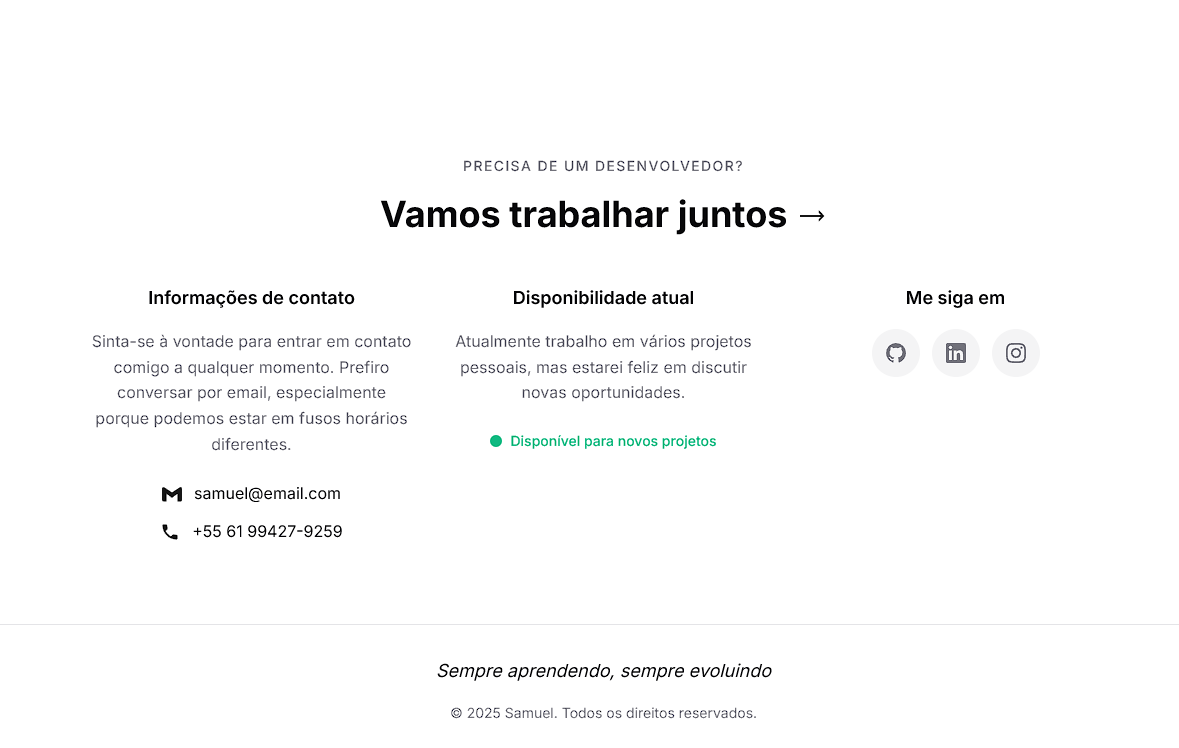 PRECISA DE UM DESENVOLVEDOR?
Vamos trabalhar juntos →
Informações de contato
Sinta-se à vontade para entrar em contato
comigo a qualquer momento. Prefiro
conversar por email, especialmente
porque podemos estar em fusos horários
diferentes.
samuel@email.com
+55 61 99427-9259
Disponibilidade atual
Atualmente trabalho em vários projetos
pessoais, mas estarei feliz em discutir
novas oportunidades.
Disponível para novos projetos
Me siga em
Sempre aprendendo, sempre evoluindo
© 2025 Samuel. Todos os direitos reservados.